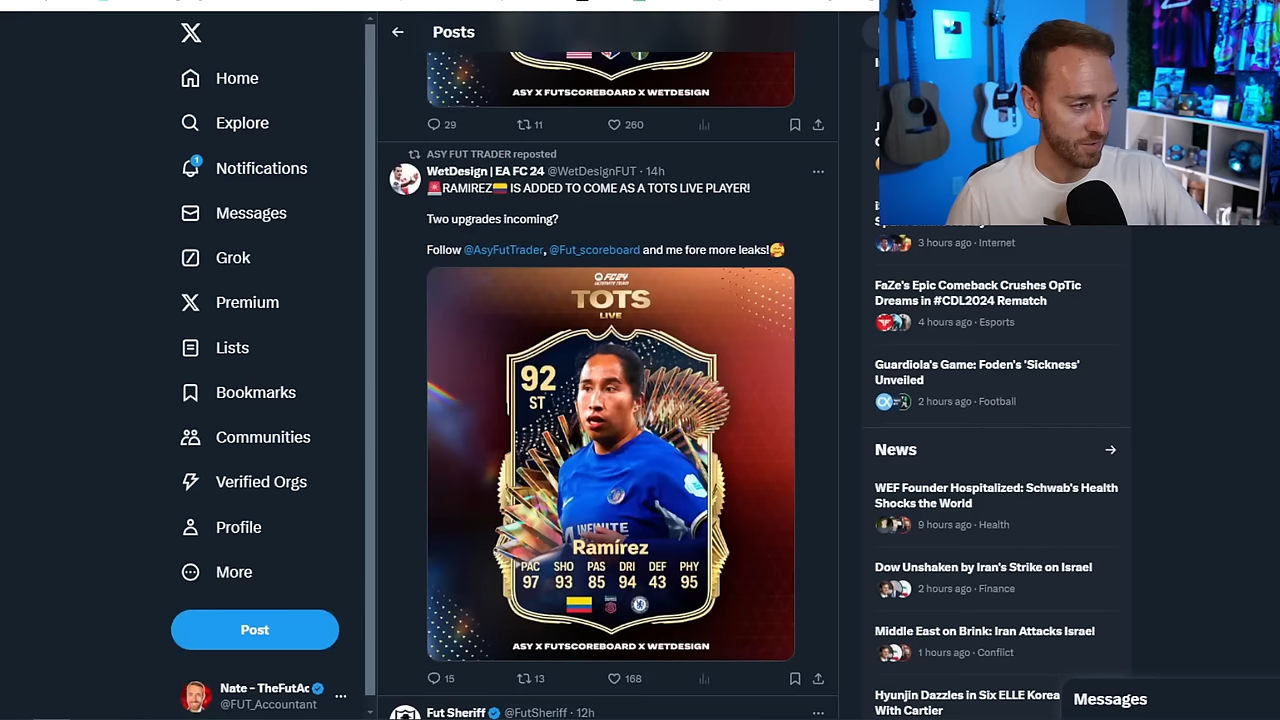 Home
Explore
1
Notifications
Messages
Grok
Premium
Lists
Bookmarks
Communities
Verified Orgs
Profile
More
Post
Nate – TheFutAc
@FUT_Accountant
Posts
ASY X FUTSCOREBOARD X WETDESIGN
29
11
260
ASY FUT TRADER reposted
WetDesign | EA FC 24 @WetDesignFUT · 14h
🚨RAMIREZ🇨🇴 IS ADDED TO COME AS A TOTS LIVE PLAYER!
Two upgrades incoming?
Follow @AsyFutTrader, @Fut_scoreboard and me fore more leaks!🥰
FC24
ULTIMATE TEAM
TOTS
LIVE
92
ST
INFINITE
Ramírez
PAC SHO PAS DRI DEF PHY
97 93 85 94 43 95
ASY X FUTSCOREBOARD X WETDESIGN
15
13
168
Fut Sheriff @FutSheriff · 12h
3 hours ago · Internet
FaZe's Epic Comeback Crushes OpTic
Dreams in #CDL2024 Rematch
4 hours ago · Esports
Guardiola's Game: Foden's 'Sickness'
Unveiled
2 hours ago · Football
News
WEF Founder Hospitalized: Schwab's Health
Shocks the World
9 hours ago · Health
Dow Unshaken by Iran's Strike on Israel
2 hours ago · Finance
Middle East on Brink: Iran Attacks Israel
1 hours ago · Conflict
Hyunjin Dazzles in Six ELLE Korea
With Cartier
Messages